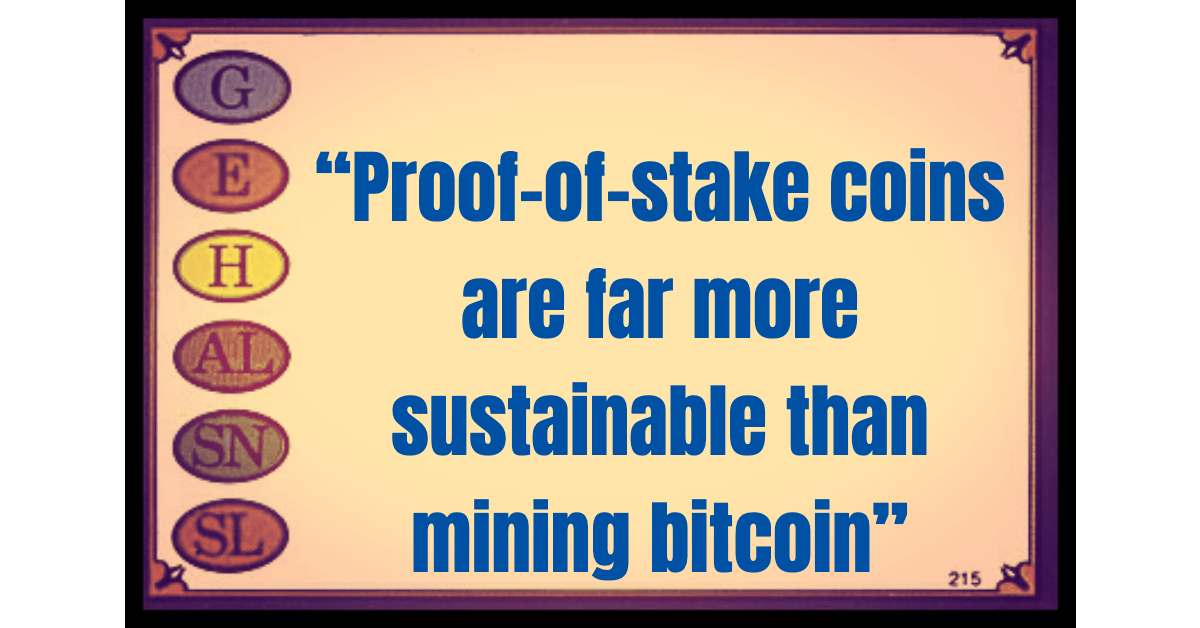 G
E
H
AL
SN
SL
“Proof-of-stake coins
are far more
sustainable than
mining bitcoin”
215